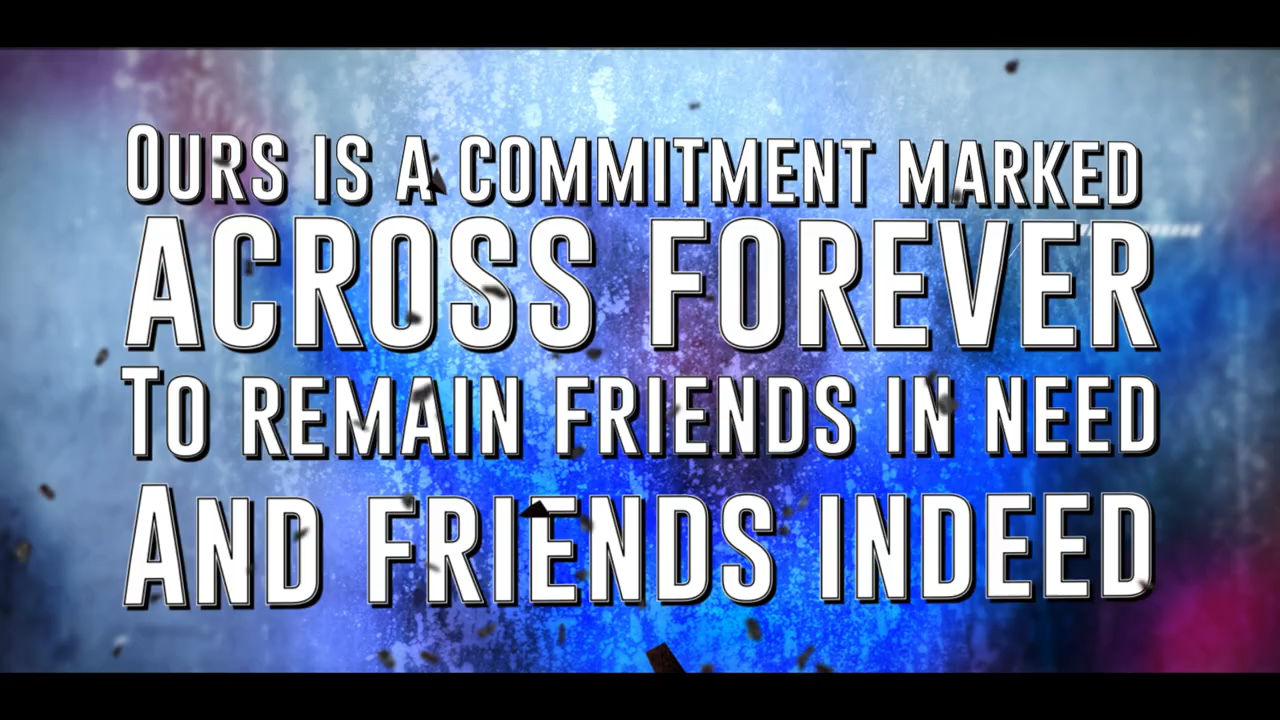 Ours is a commitment marked
across forever
To remain friends in need
And friends indeed